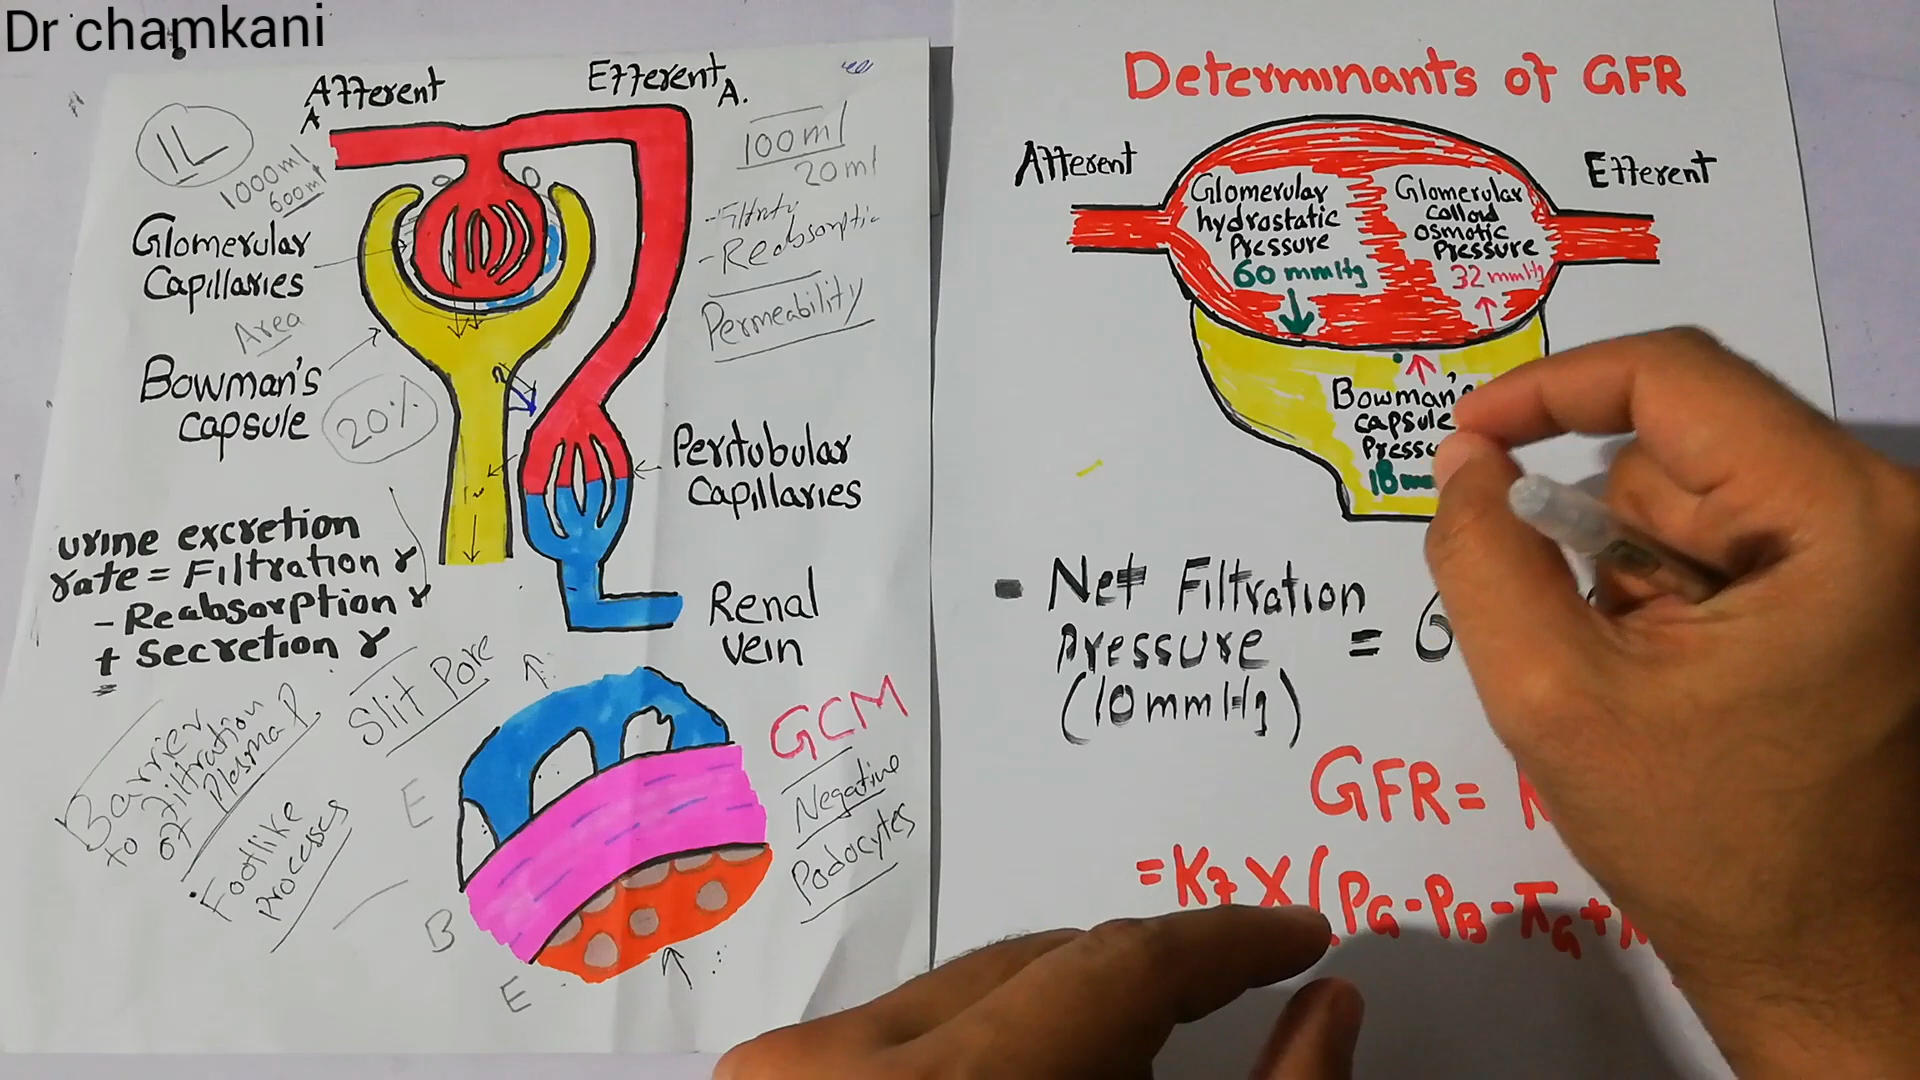 Dr chamkani
Afferent
A
Efferent
A.
1L
1000ml
600ml
100ml
20ml
Glomerular
Capillaries
Area
- Reabsorptio
Permeability
Bowman's
capsule
20%
Peritubular
Capillaries
urine excretion
rate = Filtration r
- Reabsorption r
+ Secretion r
Renal
vein
Slit Pore
Barrier
to filtration
of Plasma P.
Footlike
processes
GCM
Negative
Podocytes
E
B
E
Determinants of GFR
Afferent
Efferent
Glomerular
hydrostatic
Pressure
60 mmHg
Glomerular
colloid
osmotic
Pressure
32 mmHg
Bowman's
capsule
Press
18 m
Net Filtration
Pressure = 6
(10mmHg)
GFR = K
= Kf X (PG - PB - πG + π